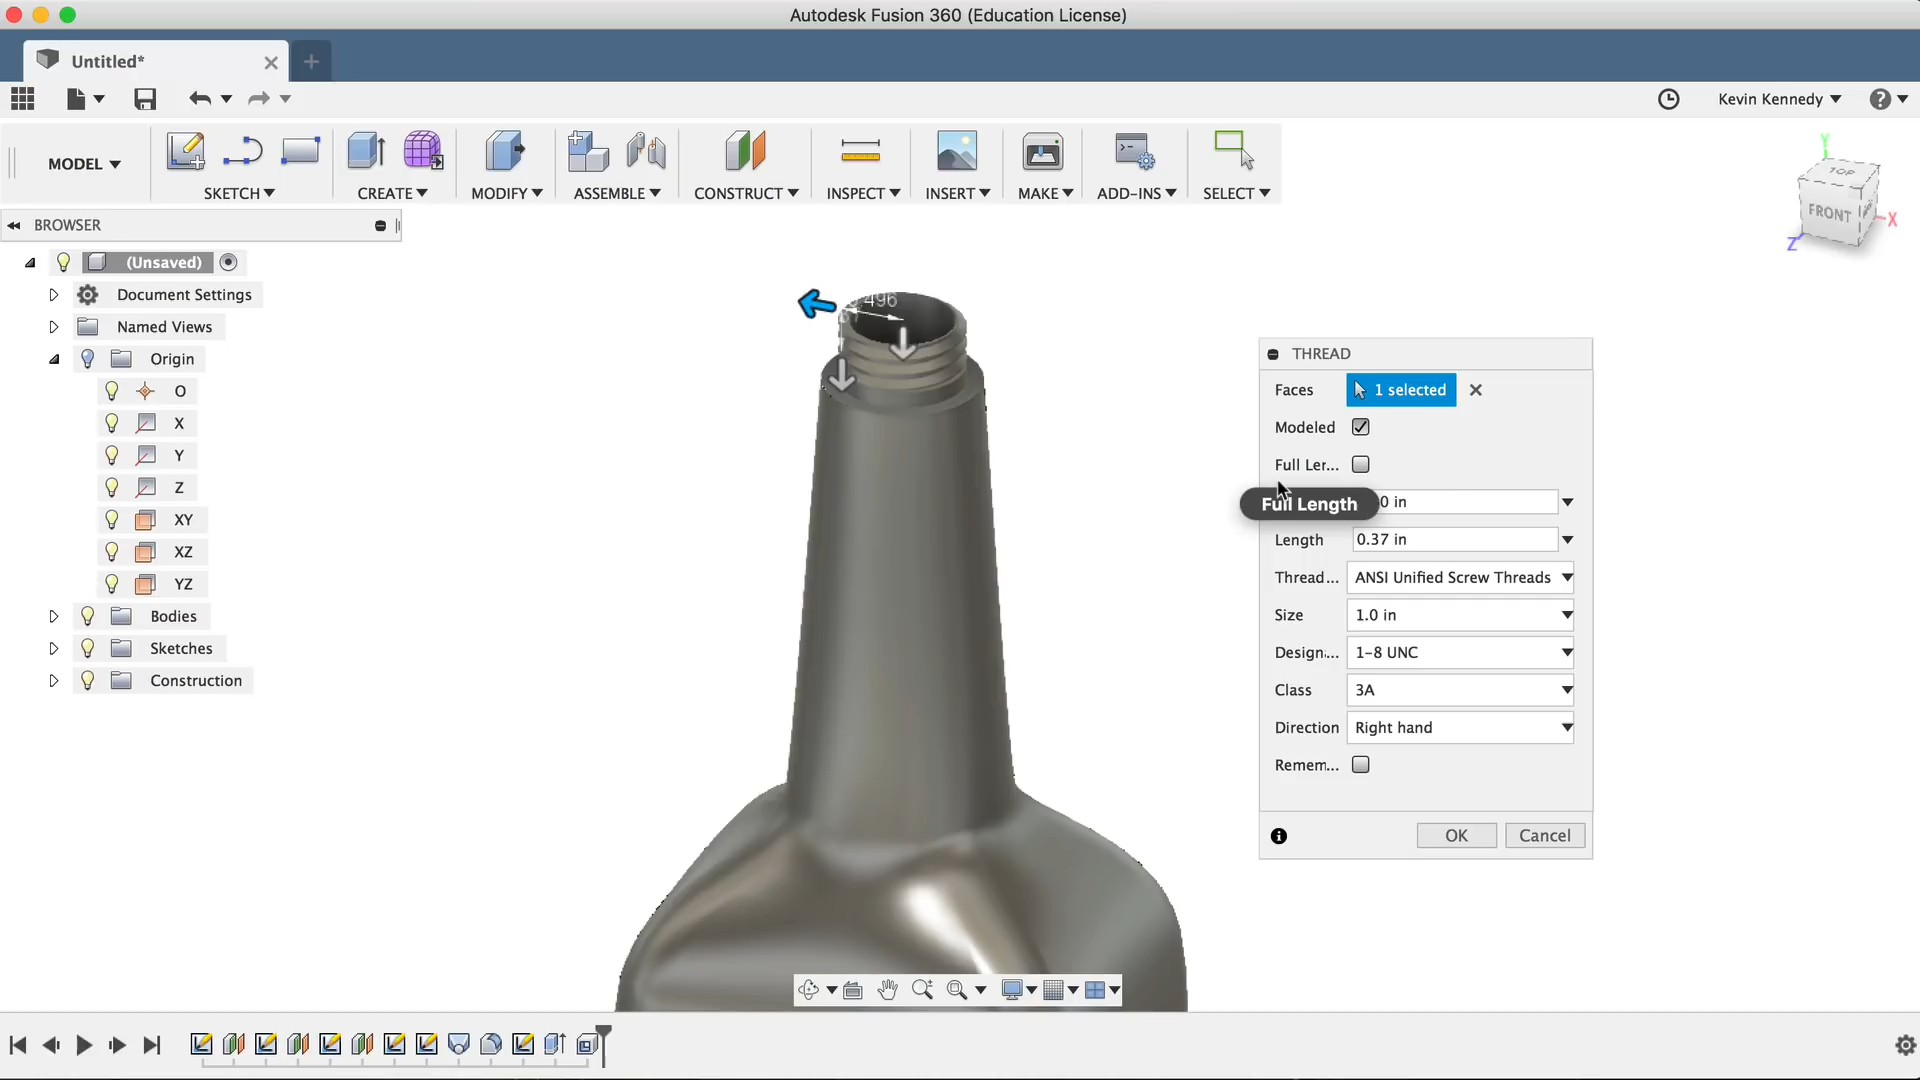 Autodesk Fusion 360 (Education License)
Untitled*
Kevin Kennedy
MODEL
SKETCH
CREATE
MODIFY
ASSEMBLE
CONSTRUCT
INSPECT
INSERT
MAKE
ADD-INS
SELECT
TOP
FRONT
Y
X
Z
BROWSER
(Unsaved)
Document Settings
Named Views
Origin
O
X
Y
Z
XY
XZ
YZ
Bodies
Sketches
Construction
.496
THREAD
Faces 1 selected
Modeled
Full Ler...
Full Length
0 in
Length 0.37 in
Thread... ANSI Unified Screw Threads
Size 1.0 in
Design... 1-8 UNC
Class 3A
Direction Right hand
Remem...
OK Cancel